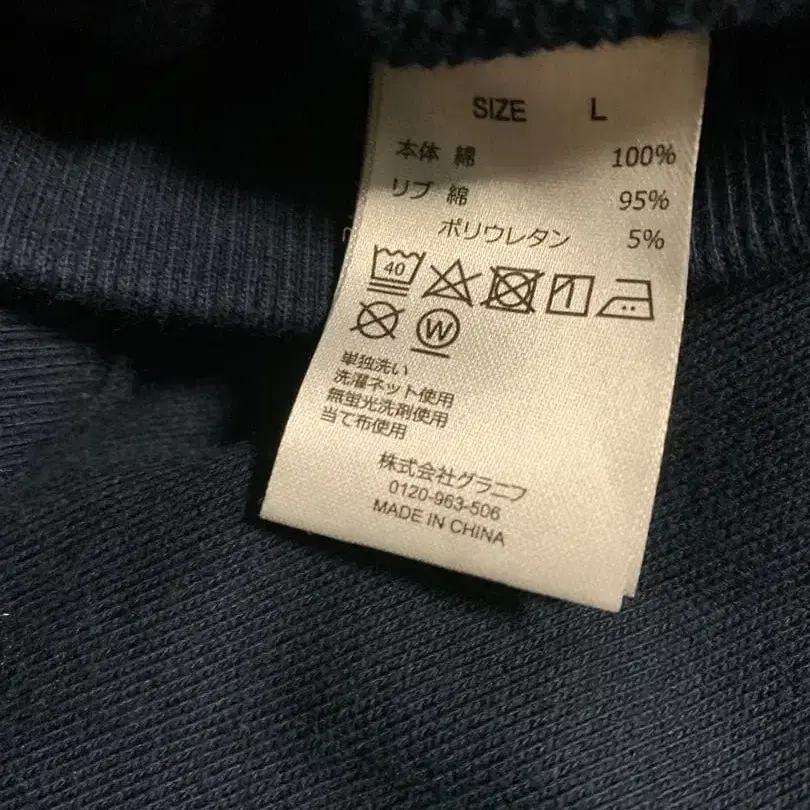 SIZE L
本体 綿 100%
リブ 綿 95%
ポリウレタン 5%
40
W
単独洗い
洗濯ネット使用
無蛍光洗剤使用
当て布使用
株式会社グラニフ
0120-963-506
MADE IN CHINA